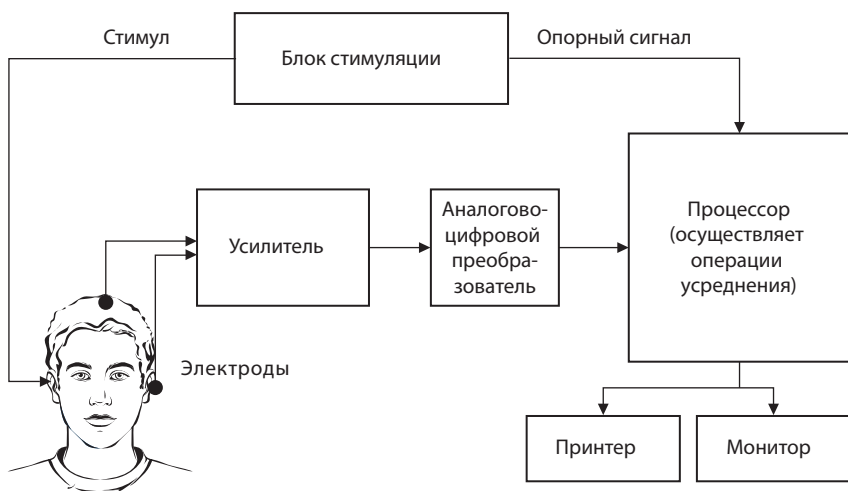 Стимул
Блок стимуляции
Опорный сигнал
Усилитель
Аналогово-
цифровой
преобра-
зователь
Процессор
(осуществляет
операции
усреднения)
Электроды
Принтер
Монитор